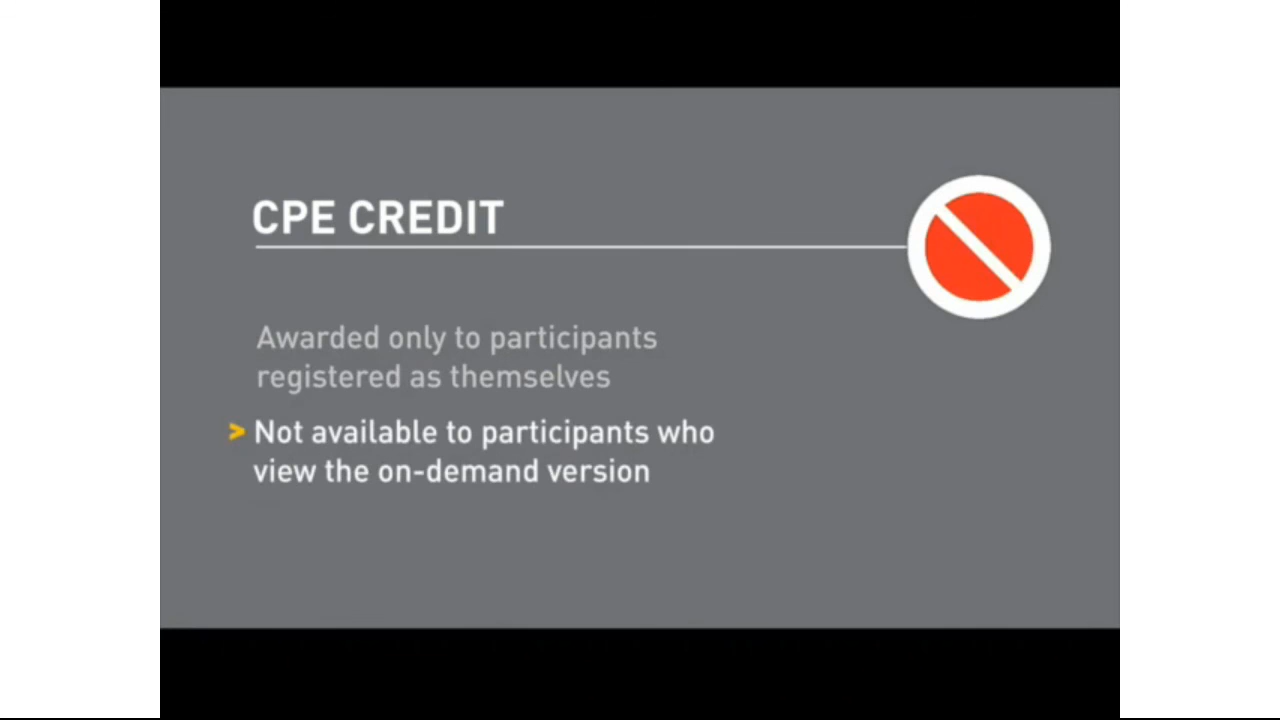 CPE CREDIT
Awarded only to participants
registered as themselves
> Not available to participants who
view the on-demand version